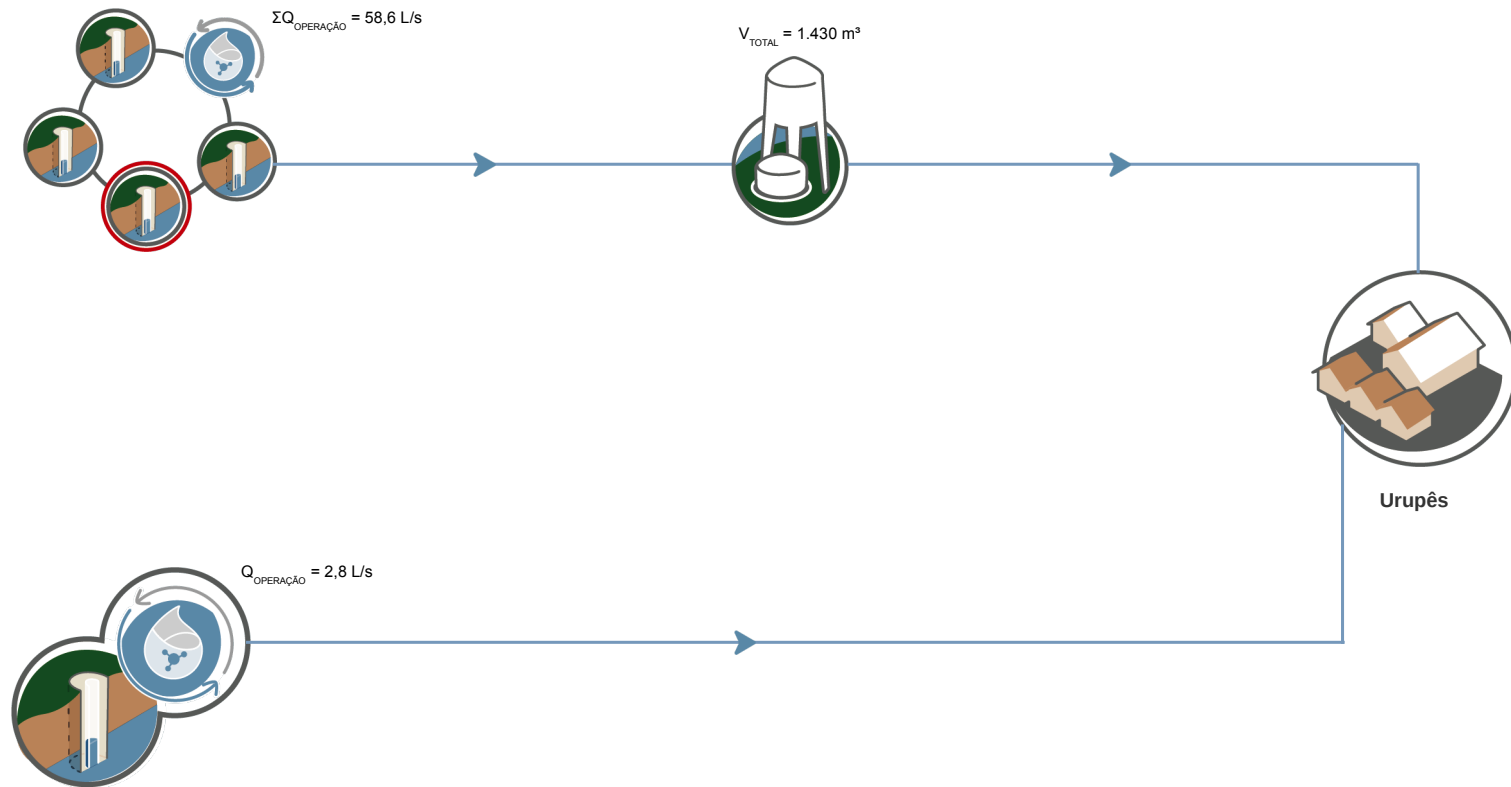 ΣQOPERAÇÃO = 58,6 L/s
VTOTAL = 1.430 m³
Urupês
QOPERAÇÃO = 2,8 L/s